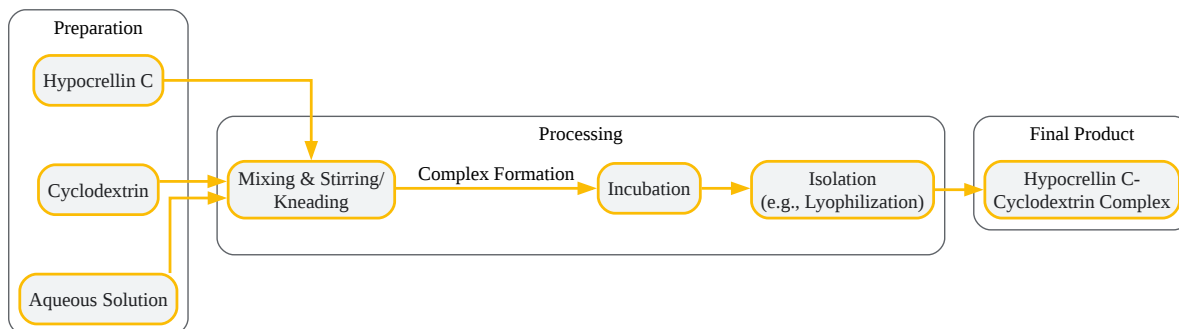 Preparation
Hypocrellin C
Cyclodextrin
Aqueous Solution
Processing
Mixing & Stirring/
Kneading
Complex Formation
Incubation
Isolation
(e.g., Lyophilization)
Final Product
Hypocrellin C-
Cyclodextrin Complex